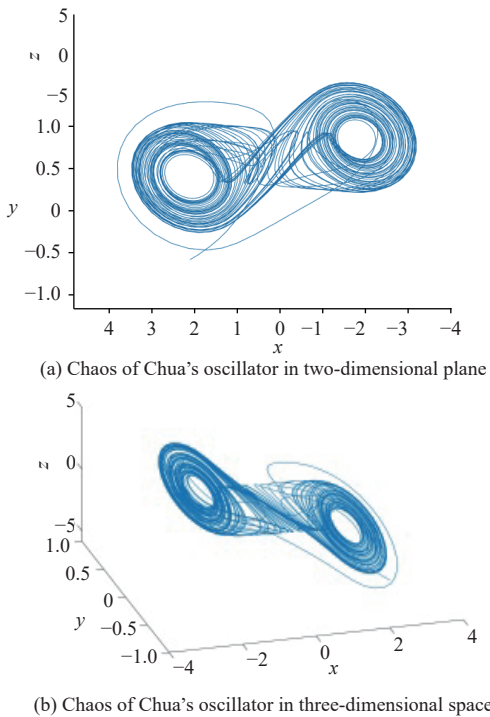 5
z
0
−5
1.0
0.5
y
0
−0.5
−1.0
4 3 2 1 0 −1 −2 −3 −4
x
(a) Chaos of Chua's oscillator in two-dimensional plane
5
z
0
−5
1.0
0.5
0
y
−0.5
−1.0
−4 −2 0 2 4
x
(b) Chaos of Chua's oscillator in three-dimensional space